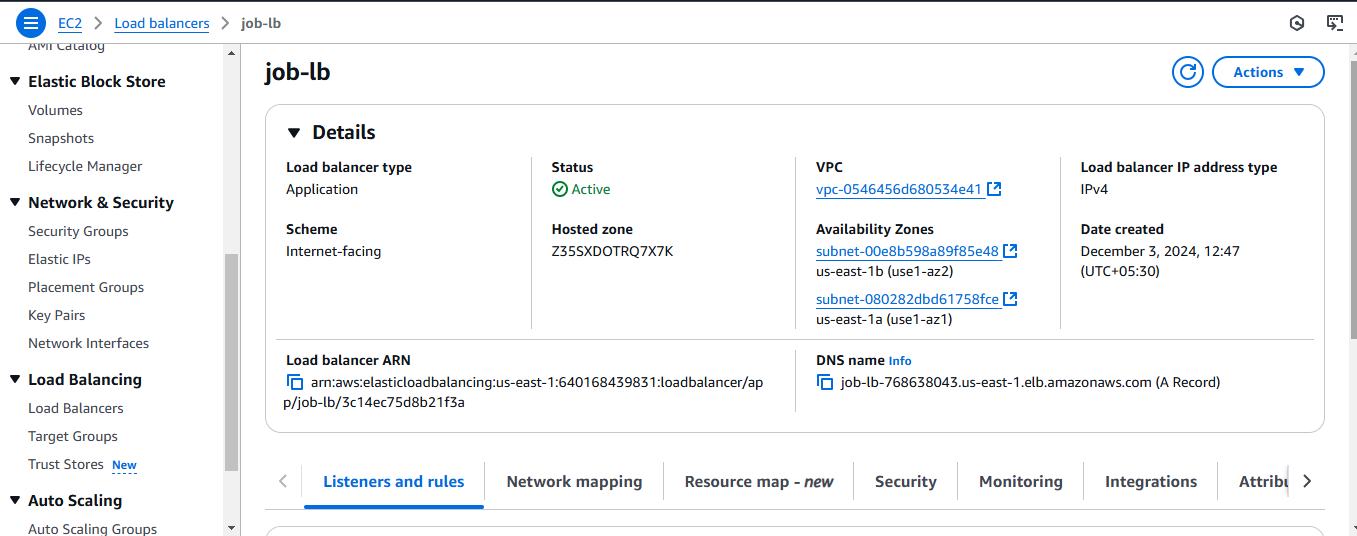 EC2 > Load balancers > job-lb
AMI Catalog
Elastic Block Store
Volumes
Snapshots
Lifecycle Manager
Network & Security
Security Groups
Elastic IPs
Placement Groups
Key Pairs
Network Interfaces
Load Balancing
Load Balancers
Target Groups
Trust Stores New
Auto Scaling
Auto Scaling Groups
job-lb
Actions
Details
Load balancer type
Application
Status
Active
VPC
vpc-0546456d680534e41
Load balancer IP address type
IPv4
Scheme
Internet-facing
Hosted zone
Z35SXDOTRQ7X7K
Availability Zones
subnet-00e8b598a89f85e48
us-east-1b (use1-az2)
subnet-080282dbd61758fce
us-east-1a (use1-az1)
Date created
December 3, 2024, 12:47
(UTC+05:30)
Load balancer ARN
arn:aws:elasticloadbalancing:us-east-1:640168439831:loadbalancer/ap
p/job-lb/3c14ec75d8b21f3a
DNS name Info
job-lb-768638043.us-east-1.elb.amazonaws.com (A Record)
Listeners and rules
Network mapping
Resource map - new
Security
Monitoring
Integrations
Attribu